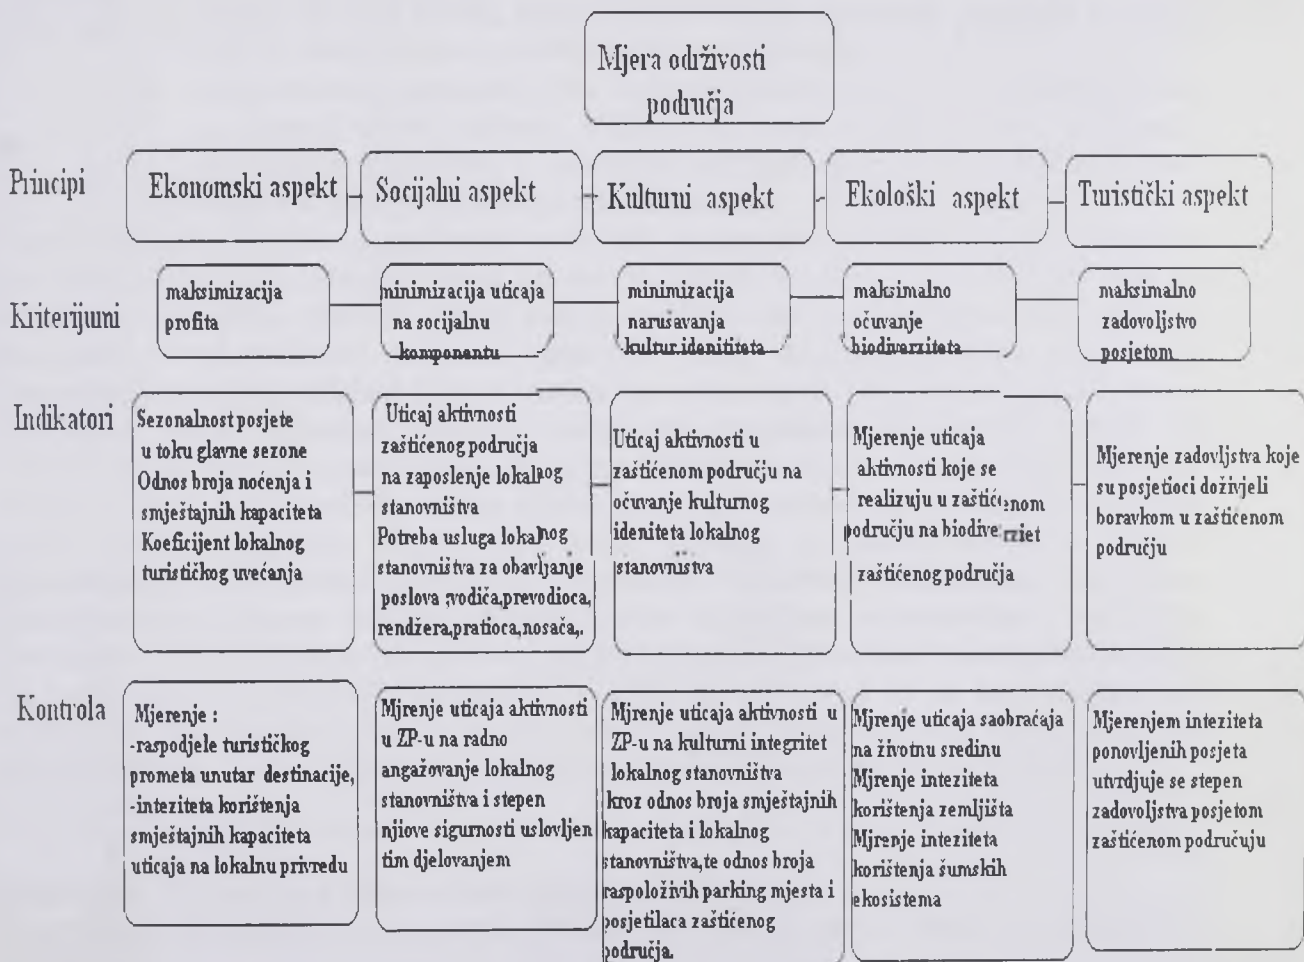 Mjera održivosti
područja
Principi
Ekonomski aspekt
Socijalni aspekt
Kulturni aspekt
Ekološki aspekt
Turistički aspekt
Kriterijumi
maksimizacija
profita
minimizacija uticaja
na socijalnu
komponentu
minimizacija
narušavanja
kultur.idenititeta
maksimalno
očuvanje
biodiverziteta
maksimalno
zadovoljstvo
posjetom
Indikatori
Sezonalnost posjete
u toku glavne sezone
Odnos broja noćenja i
smještajnih kapaciteta
Koeficijent lokalnog
turističkog uvećanja
Uticaj aktivnosti
zaštićenog područja
na zaposlenje lokalnog
stanovništva
Potreba usluga lokalnog
stanovništva za obavljanje
poslova ;vodiča,prevodioca,
rendžera,pratioca,nosača,.
Uticaj aktivnosti u
zaštićenom području na
očuvanje kulturnog
ideniteta lokalnog
stanovništva
Mjerenje uticaja
aktivnosti koje se
realizuju u zaštićenom
području na biodiverziet
zaštićenog područja
Mjerenje zadovljstva koje
su posjetioci doživjeli
boravkom u zaštićenom
području
Kontrola
Mjerenje :
-raspodjele turističkog
prometa unutar destinacije,
-inteziteta korištenja
smještajnih kapaciteta
uticaja na lokalnu privredu
Mjrenje uticaja aktivnosti
u ZP-u na radno
angažovanje lokalnog
stanovništva i stepen
njiove sigurnosti uslovljen
tim djelovanjem
Mjrenje uticaja aktivnosti u
ZP-u na kulturni integritet
lokalnog stanovništva
kroz odnos broja smještajnih
kapaciteta i lokalnog
stanovništva,te odnos broja
raspoloživih parking mjesta i
posjetilaca zaštićenog
područja.
Mjrenje uticaja saobraćaja
na životnu sredinu
Mjrenje inteziteta
korištenja zemljišta
Mjrenje inteziteta
korištenja šumskih
ekosistema
Mjerenjem inteziteta
ponovljenih posjeta
utvrdjuje se stepen
zadovoljstva posjetom
zaštićenom područuju